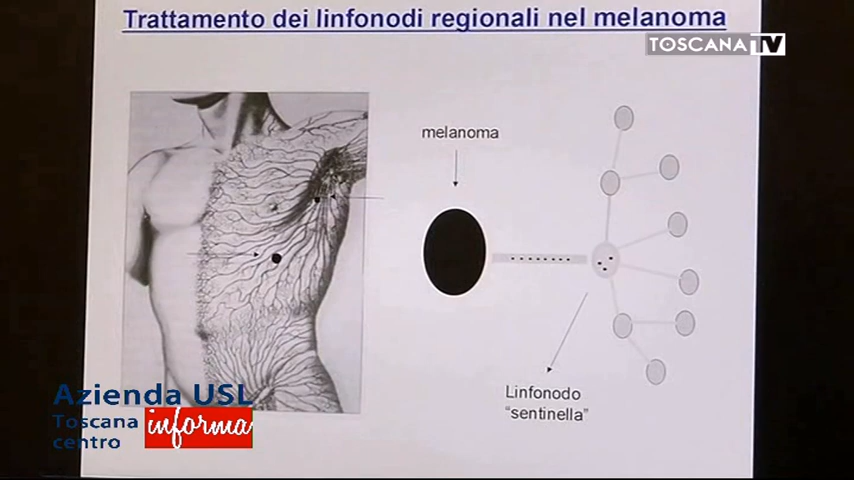 Trattamento dei linfonodi regionali nel melanoma
TOSCANA TV
melanoma
Linfonodo
“sentinella”
Azienda USL
Toscana
centro
informa